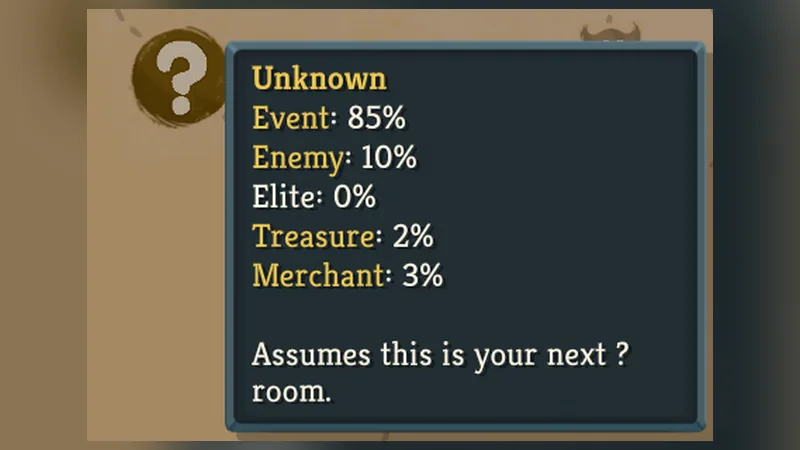 ?
Unknown
Event: 85%
Enemy: 10%
Elite: 0%
Treasure: 2%
Merchant: 3%
Assumes this is your next ?
room.